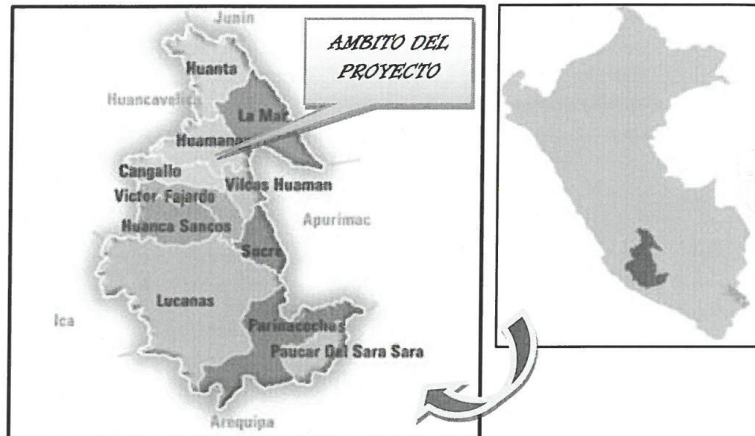 Junín
AMBITO DEL
PROYECTO
Huanta
Huancavelica
La Mar
Huamanga
Cangallo
Vilcas Huaman
Victor Fajardo
Apurimac
Huanca Sancos
Sucre
Lucanas
Ica
Parinacochas
Paucar Del Sara Sara
Arequipa